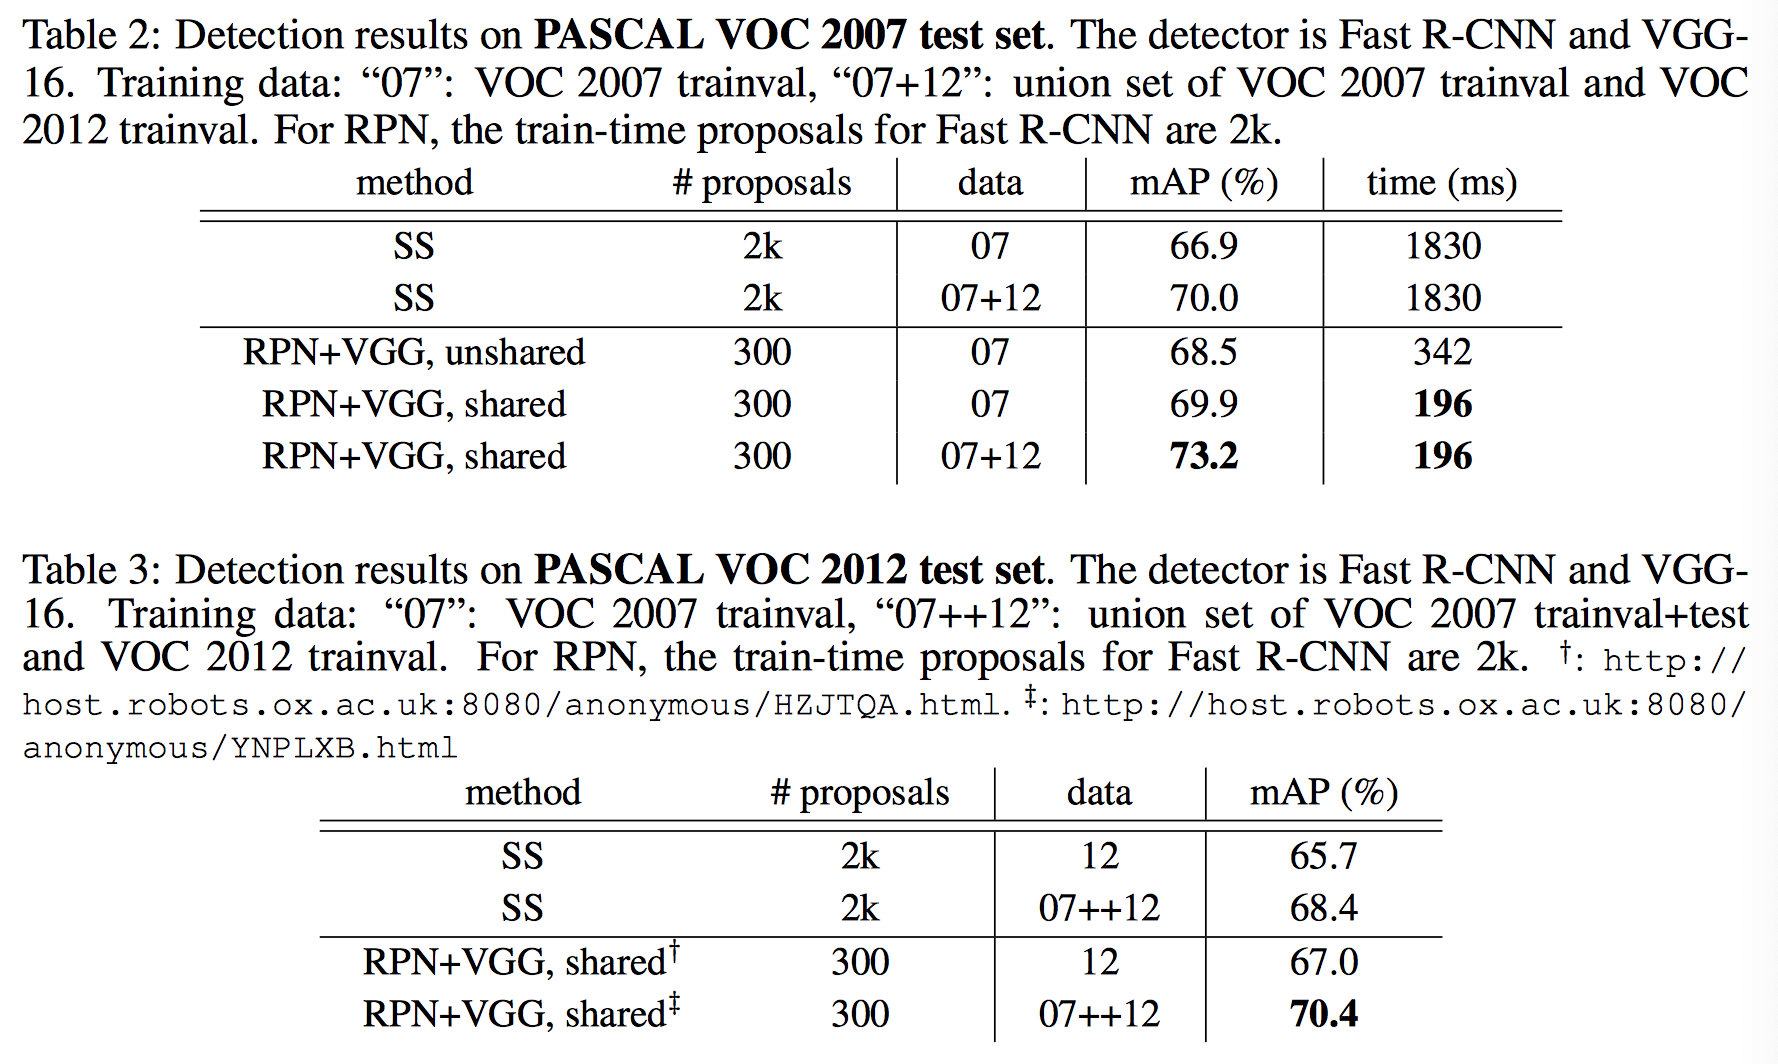 Table 2: Detection results on PASCAL VOC 2007 test set. The detector is Fast R-CNN and VGG-
16. Training data: “07”: VOC 2007 trainval, “07+12”: union set of VOC 2007 trainval and VOC
2012 trainval. For RPN, the train-time proposals for Fast R-CNN are 2k.
method # proposals data mAP (%) time (ms)
SS 2k 07 66.9 1830
SS 2k 07+12 70.0 1830
RPN+VGG, unshared 300 07 68.5 342
RPN+VGG, shared 300 07 69.9 196
RPN+VGG, shared 300 07+12 73.2 196
Table 3: Detection results on PASCAL VOC 2012 test set. The detector is Fast R-CNN and VGG-
16. Training data: “07”: VOC 2007 trainval, “07++12”: union set of VOC 2007 trainval+test
and VOC 2012 trainval. For RPN, the train-time proposals for Fast R-CNN are 2k. †: http://
host.robots.ox.ac.uk:8080/anonymous/HZJTQA.html. ‡: http://host.robots.ox.ac.uk:8080/
anonymous/YNPLXB.html
method # proposals data mAP (%)
SS 2k 12 65.7
SS 2k 07++12 68.4
RPN+VGG, shared† 300 12 67.0
RPN+VGG, shared‡ 300 07++12 70.4